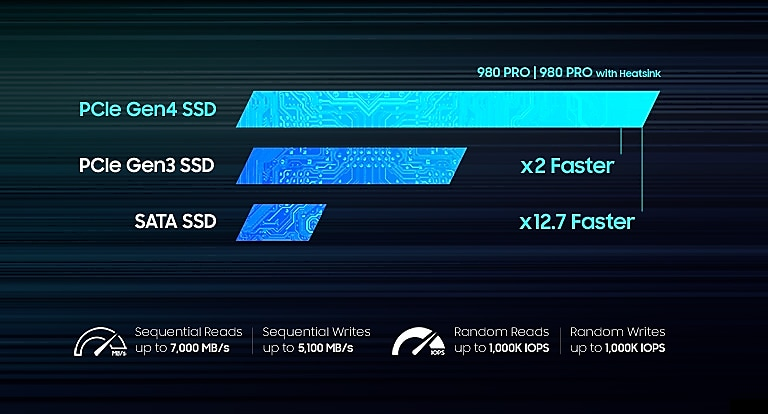 980 PRO | 980 PRO with Heatsink
PCIe Gen4 SSD
PCIe Gen3 SSD
x2 Faster
SATA SSD
x12.7 Faster
Sequential Reads
up to 7,000 MB/s
Sequential Writes
up to 5,100 MB/s
Random Reads
up to 1,000K IOPS
Random Writes
up to 1,000K IOPS
MB/s
IOPS